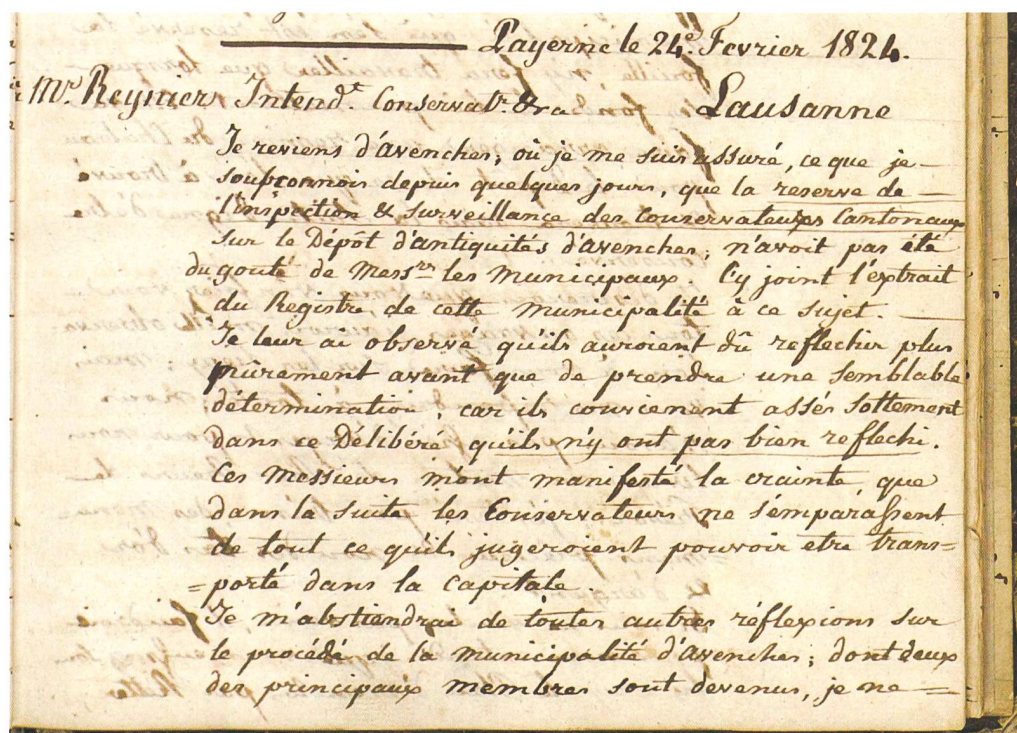 Payerne le 24e. Fevrier 1824.
Mr. Reynier Intendt. Conservatr. &ra Lausanne
Je reviens d'avenches, où je me suis assuré, ce que je
soupçonnois depuis quelques jours, que la reserve de
l'inspection & surveillance des Conservateurs Cantonaux
sur le Dépôt d'antiquités d'avenches, n'avoit pas été
du gouté de Messrs les Municipaux. Cy joint l'extrait
du Registre de cette municipalité à ce sujet.
Je leur ai observé qu'ils auroient dû reflechir plus
murement avant que de prendre une semblable
détermination, car ils conviennent assés sottement
dans ce Délibéré qu'ils n'y ont pas bien reflechi.
Ces Messieurs m'ont manifesté la crainte que
dans la suite les Conservateurs ne s'emparâssent
de tout ce qu'ils jugeroient pouvoir etre trans=
=porté dans la Capitale.
Je m'abstiendrai de toutes autres réflexions sur
le procédé de la municipalité d'avenches; dont deux
des principaux membres sont devenus, je ne =